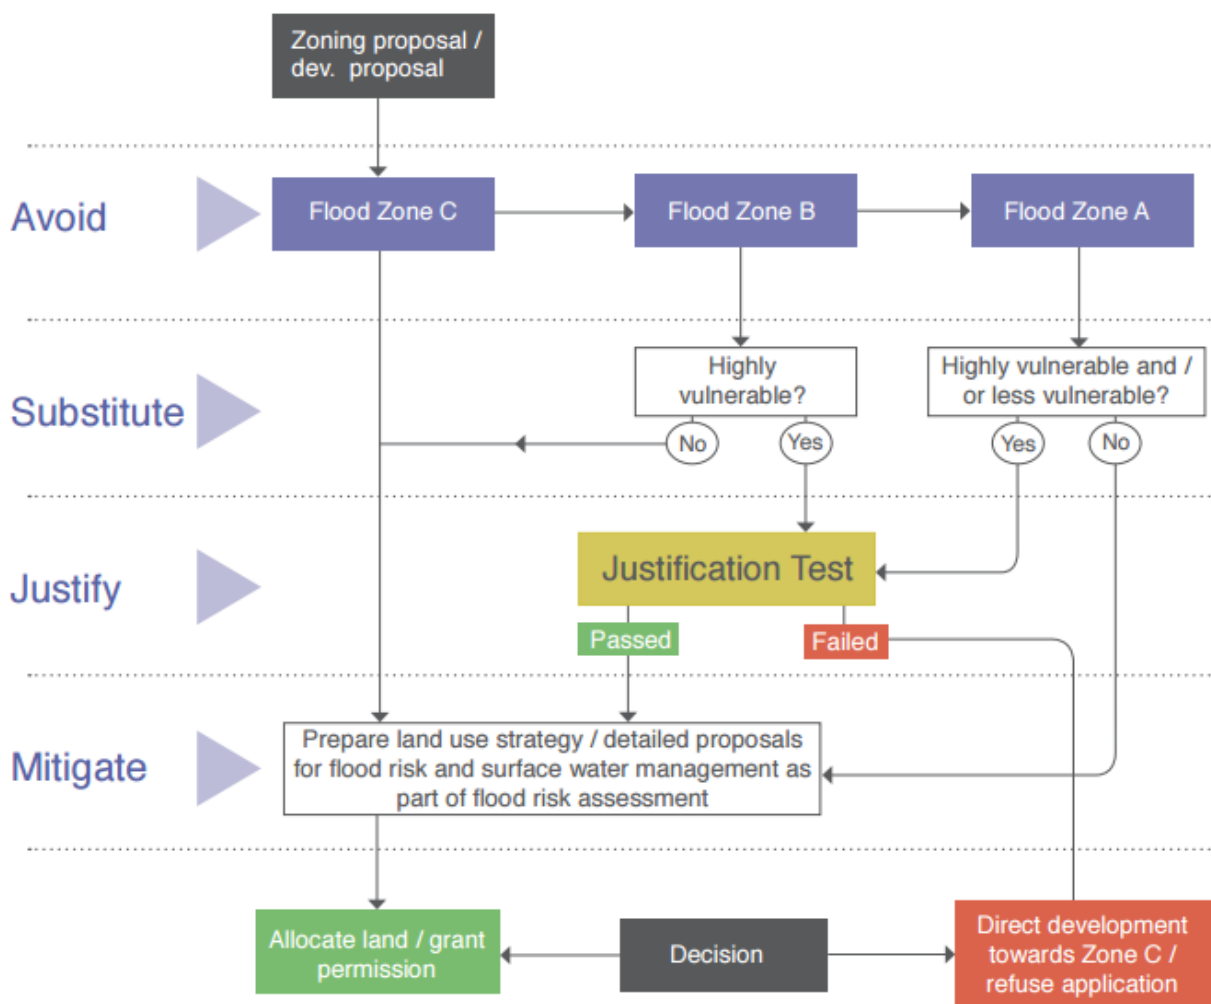 Zoning proposal /
dev. proposal
Avoid
Flood Zone C
Flood Zone B
Flood Zone A
Substitute
Highly
vulnerable?
Highly vulnerable and /
or less vulnerable?
No
Yes
Yes
No
Justify
Justification Test
Passed
Failed
Mitigate
Prepare land use strategy / detailed proposals
for flood risk and surface water management as
part of flood risk assessment
Allocate land / grant
permission
Decision
Direct development
towards Zone C /
refuse application